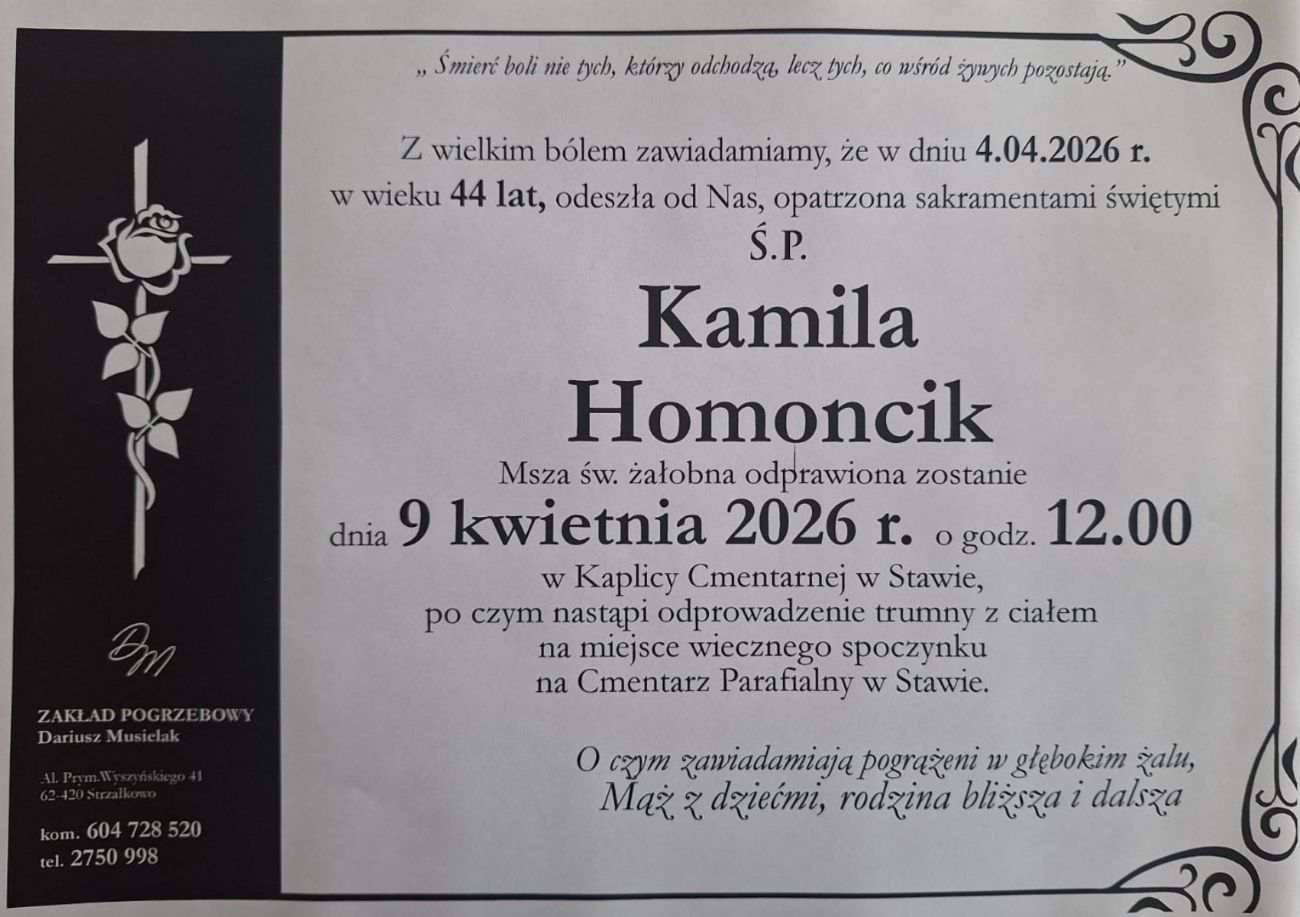 „ Śmierć boli nie tych, którzy odchodzą, lecz tych, co wśród żywych pozostają.”
Z wielkim bólem zawiadamiamy, że w dniu 4.04.2026 r.
w wieku 44 lat, odeszła od Nas, opatrzona sakramentami świętymi
Ś.P.
Kamila
Homoncik
Msza św. żałobna odprawiona zostanie
dnia 9 kwietnia 2026 r. o godz. 12.00
w Kaplicy Cmentarnej w Stawie,
po czym nastąpi odprowadzenie trumny z ciałem
na miejsce wiecznego spoczynku
na Cmentarz Parafialny w Stawie.
O czym zawiadamiają pogrążeni w głębokim żalu,
Mąż z dziećmi, rodzina bliższa i dalsza
DM
ZAKŁAD POGRZEBOWY
Dariusz Musielak
Al. Prym.Wyszyńskiego 41
62-420 Strzałkowo
kom. 604 728 520
tel. 2750 998